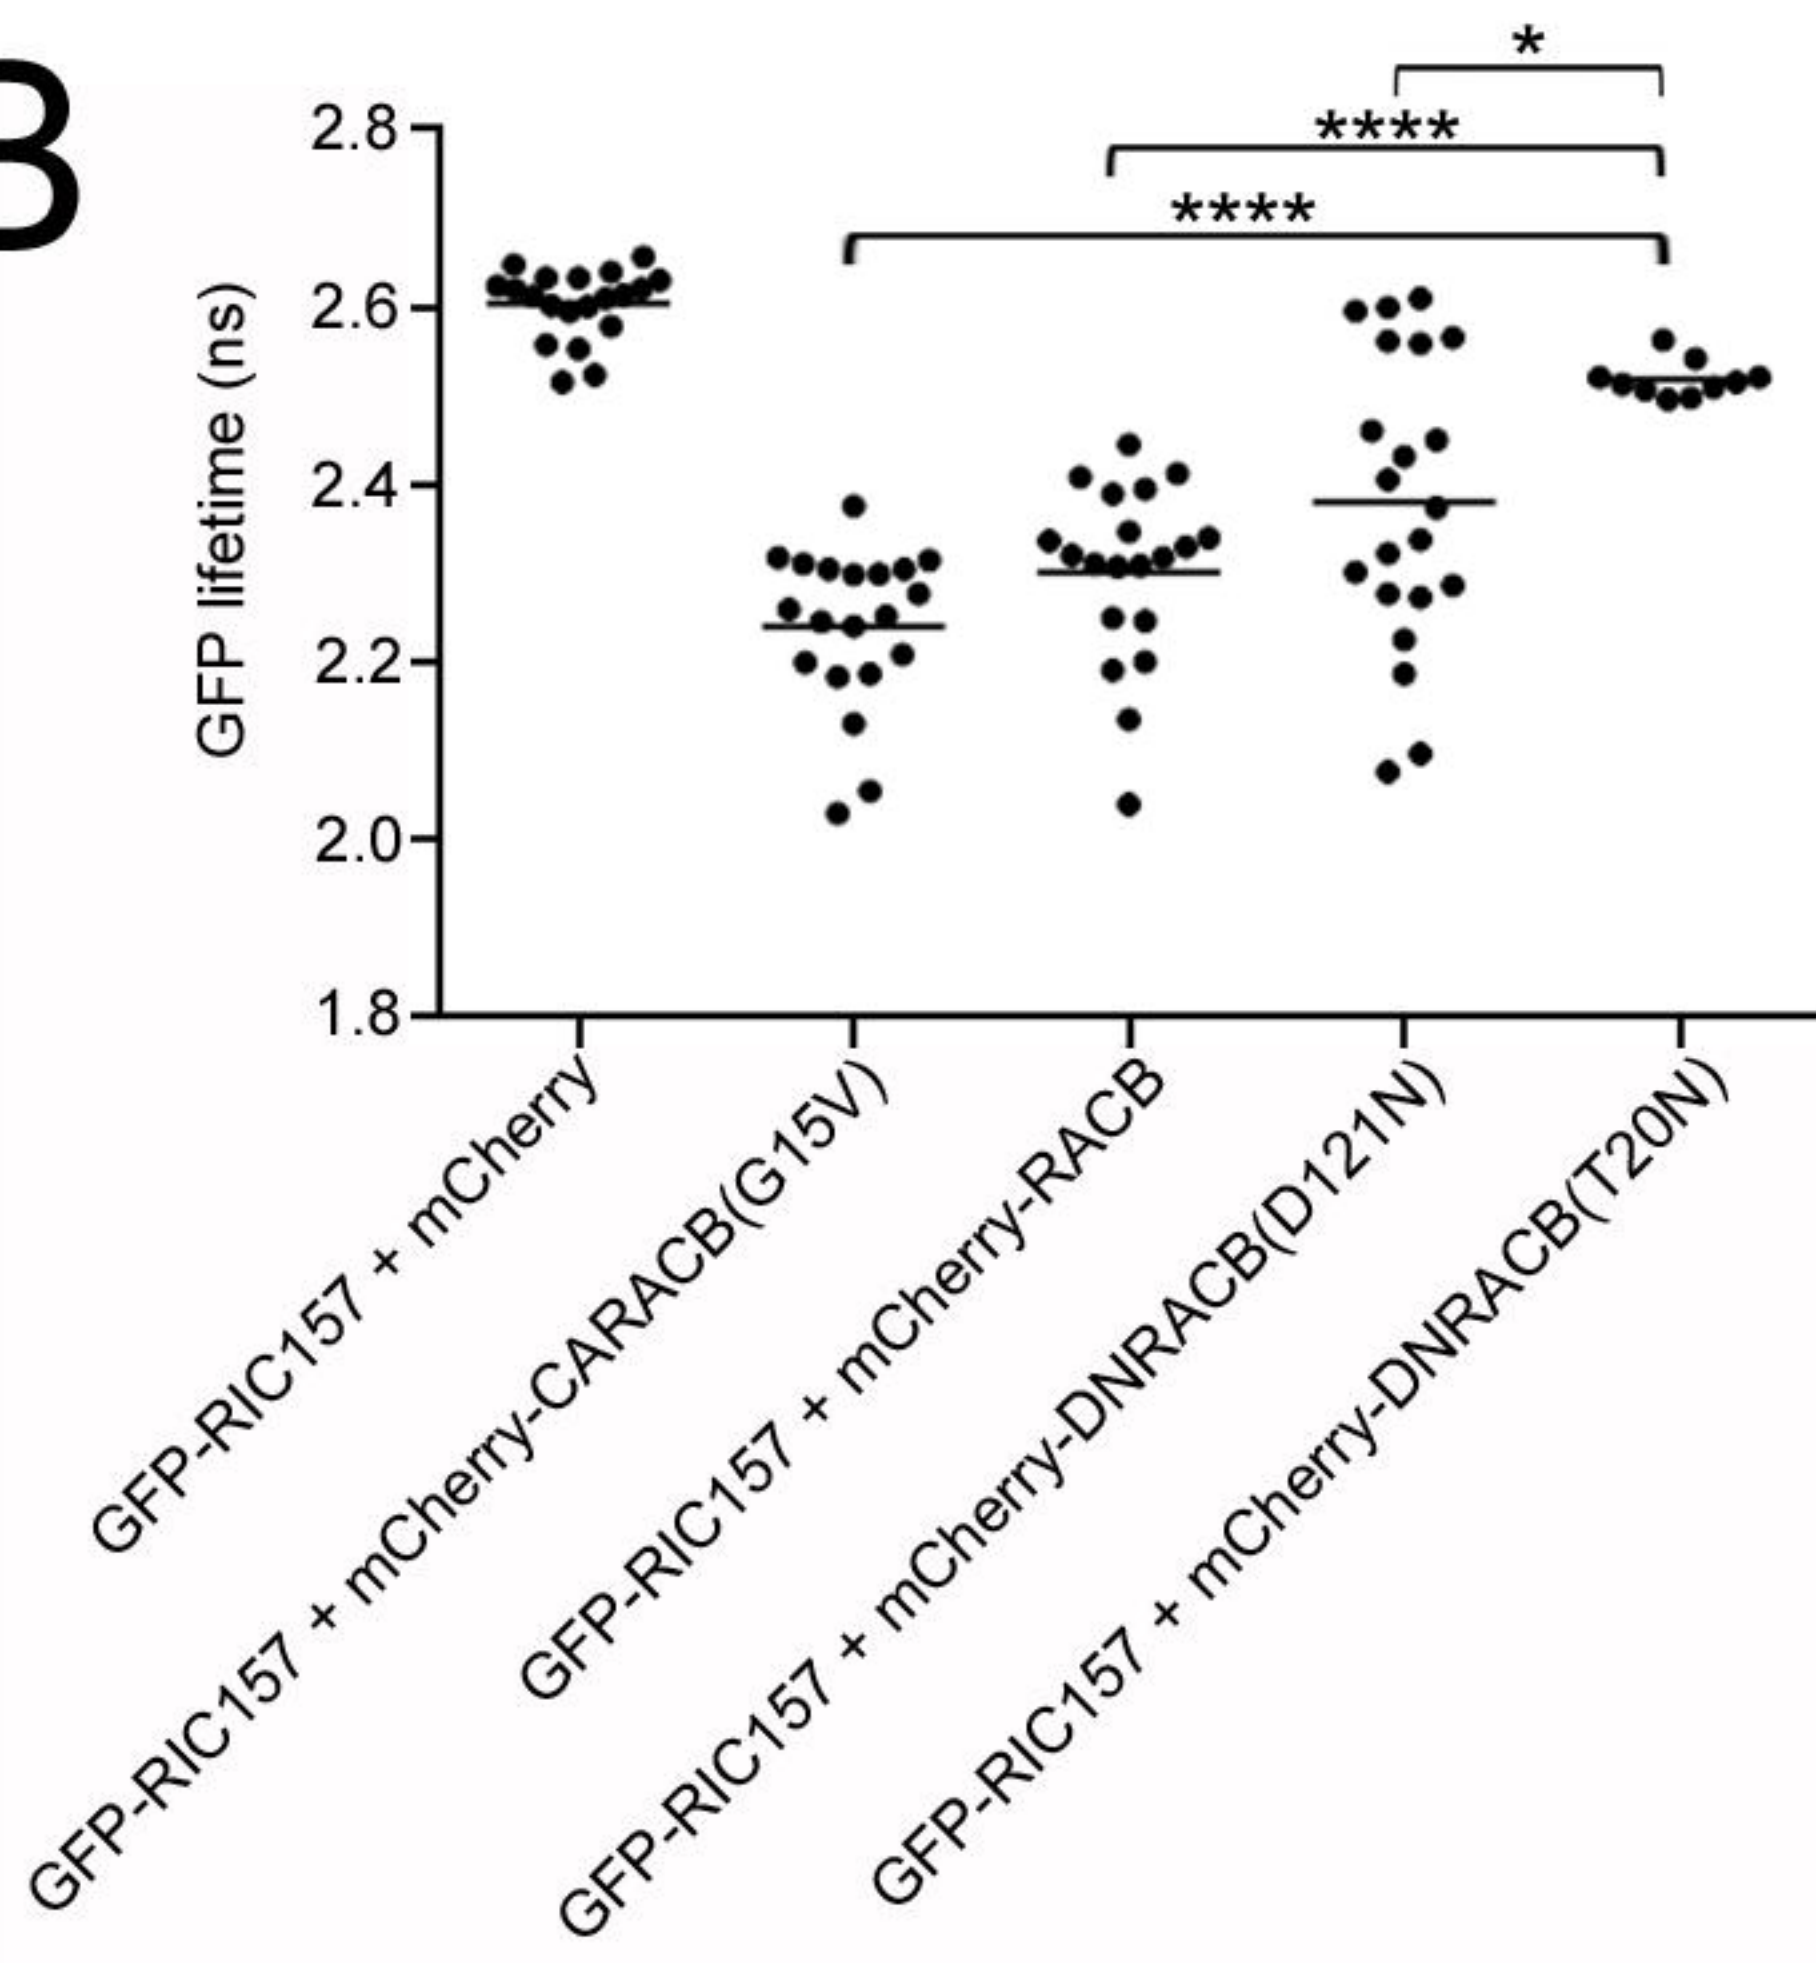 B
*
****
****
2.8
2.6
2.4
2.2
2.0
1.8
GFP lifetime (ns)
GFP-RIC157 + mCherry
GFP-RIC157 + mCherry-CARACB(G15V)
GFP-RIC157 + mCherry-RACB
GFP-RIC157 + mCherry-DNRACB(D121N)
GFP-RIC157 + mCherry-DNRACB(T20N)